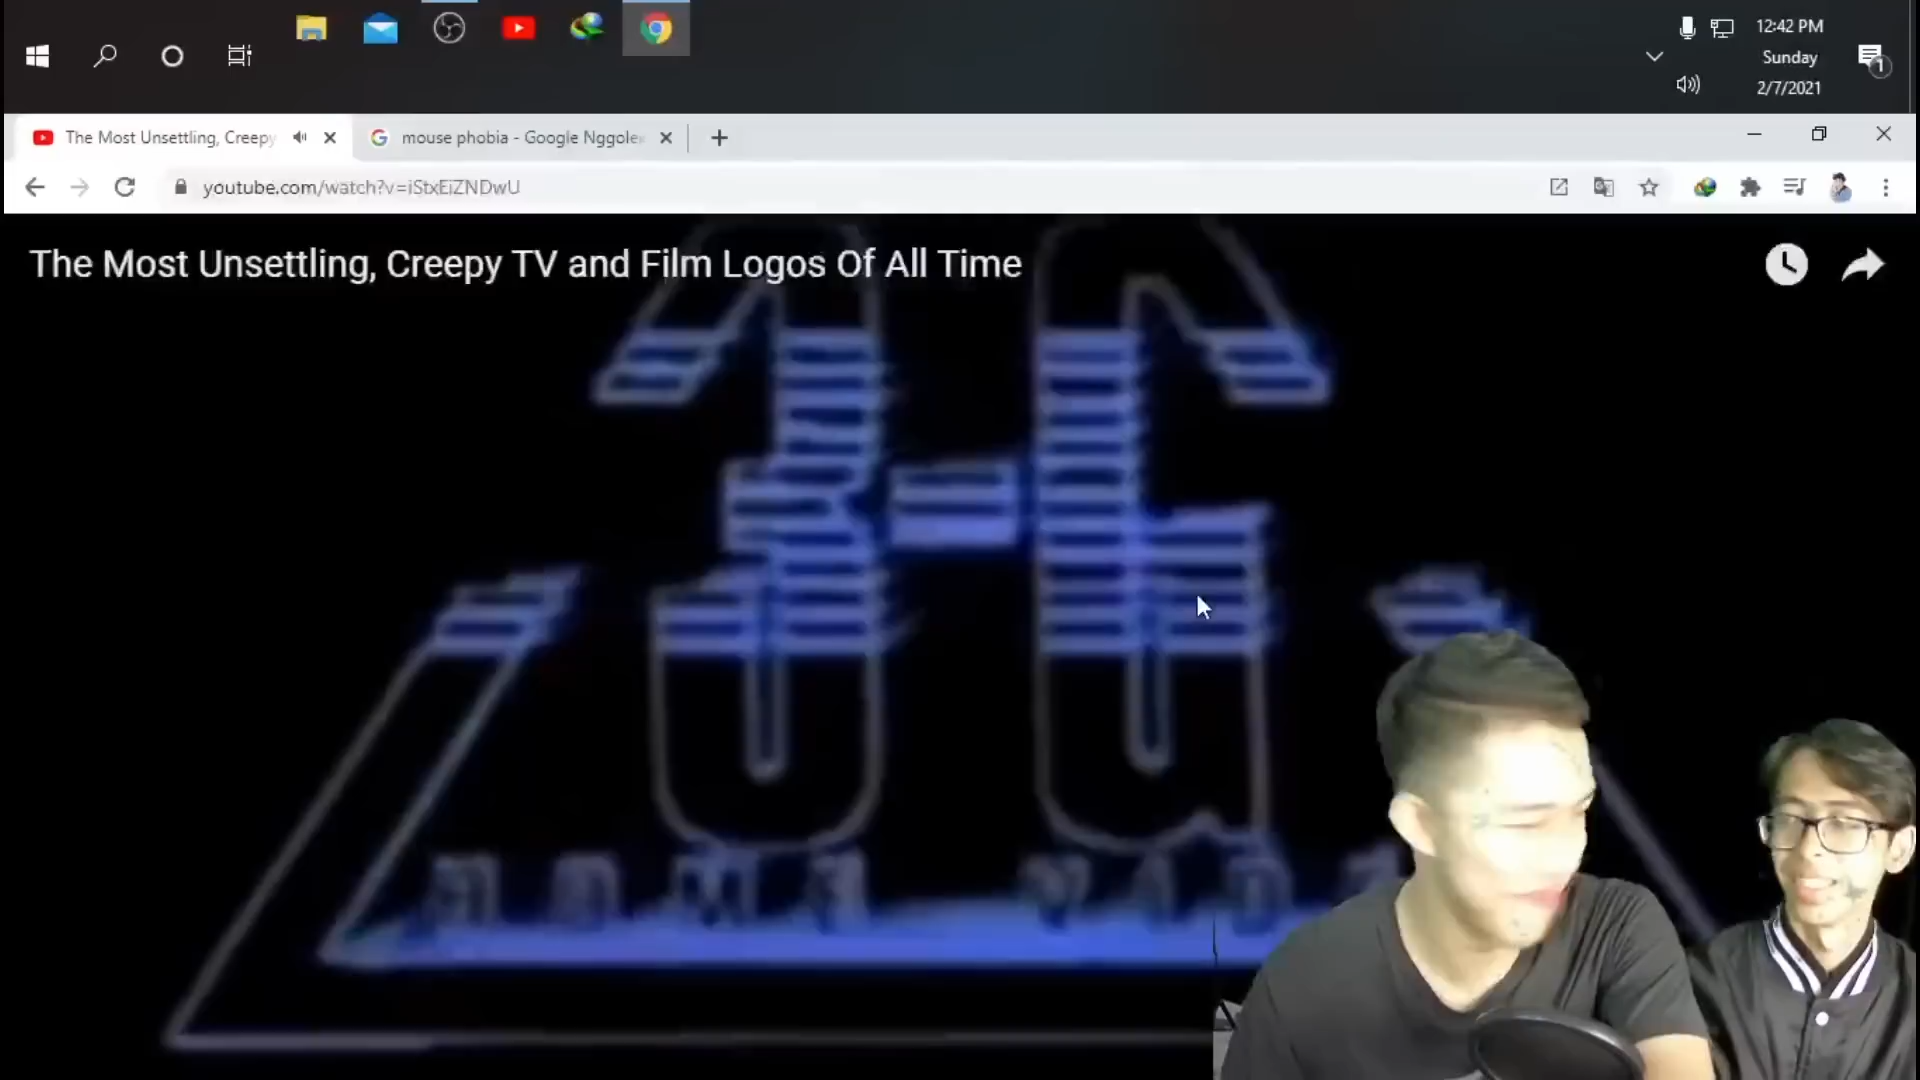 12:42 PM
Sunday
2/7/2021
1
The Most Unsettling, Creepy
mouse phobia - Google Nggole
youtube.com/watch?v=iStxEiZNDwU
The Most Unsettling, Creepy TV and Film Logos Of All Time